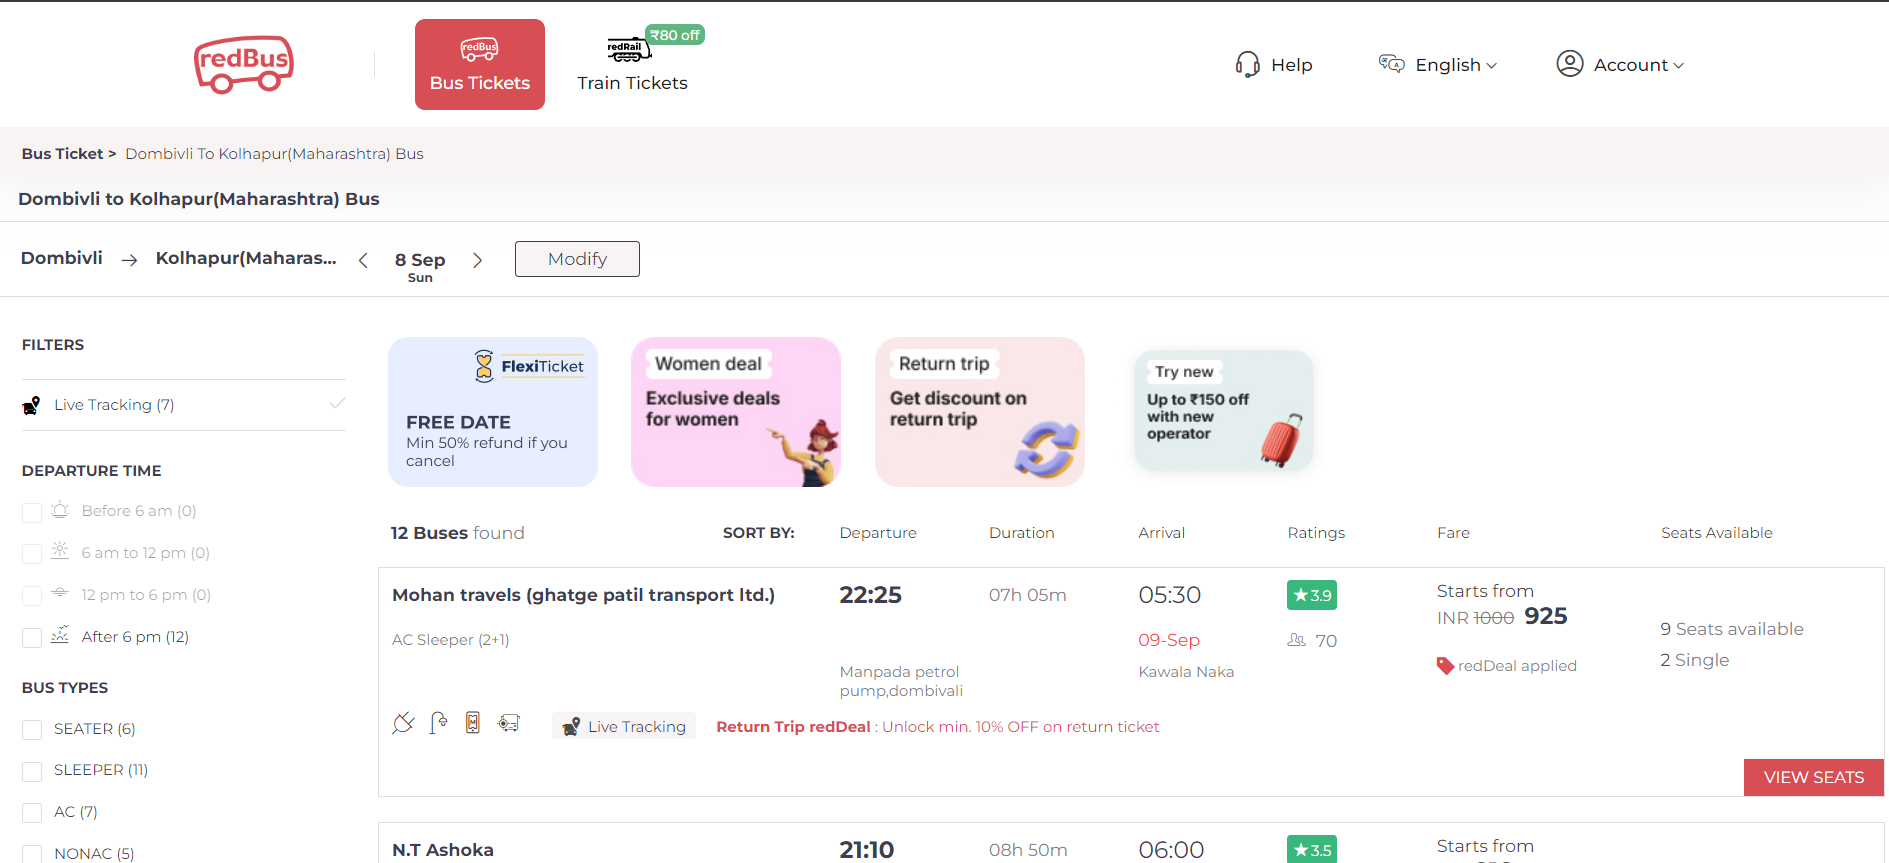 redBus
redBus
Bus Tickets
redRail
₹80 off
Train Tickets
Help
English
Account
Bus Ticket > Dombivli To Kolhapur(Maharashtra) Bus
Dombivli to Kolhapur(Maharashtra) Bus
Dombivli → Kolhapur(Maharas... < 8 Sep > Modify
Sun
FILTERS
Live Tracking (7)
DEPARTURE TIME
Before 6 am (0)
6 am to 12 pm (0)
12 pm to 6 pm (0)
After 6 pm (12)
BUS TYPES
SEATER (6)
SLEEPER (11)
AC (7)
NONAC (5)
FlexiTicket
FREE DATE
Min 50% refund if you
cancel
Women deal
Exclusive deals
for women
Return trip
Get discount on
return trip
Try new
Up to ₹150 off
with new
operator
12 Buses found SORT BY: Departure Duration Arrival Ratings Fare Seats Available
Mohan travels (ghatge patil transport ltd.) 22:25 07h 05m 05:30 ★3.9 Starts from
INR 1000 925
AC Sleeper (2+1) 09-Sep 70 9 Seats available
redDeal applied 2 Single
Manpada petrol Kawala Naka
pump,dombivali
Live Tracking Return Trip redDeal : Unlock min. 10% OFF on return ticket
VIEW SEATS
N.T Ashoka 21:10 08h 50m 06:00 ★3.5 Starts from